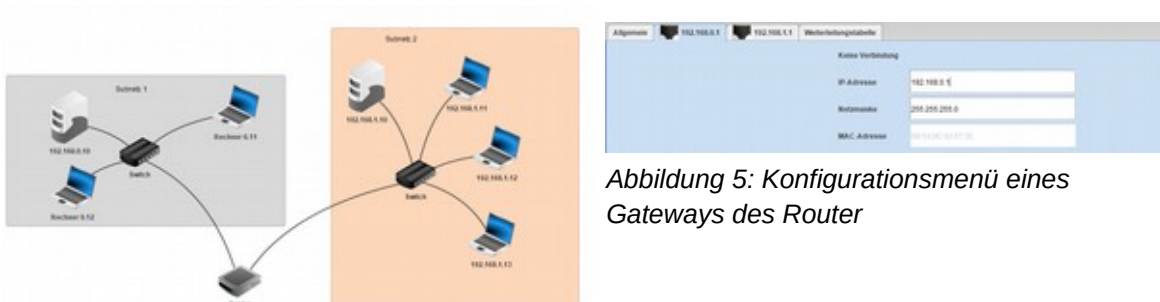 Subnetz 1
Rechner 0.11
192.168.0.10
Switch
Rechner 0.12
Subnetz 2
192.168.1.10
192.168.1.11
192.168.1.12
Switch
192.168.1.13
Allgemein 192.168.0.1 192.168.1.1 Weiterleitungstabelle
Keine Verbindung
IP-Adresse 192.168.0.1
Netzmaske 255.255.255.0
MAC-Adresse
Abbildung 5: Konfigurationsmenü eines
Gateways des Router